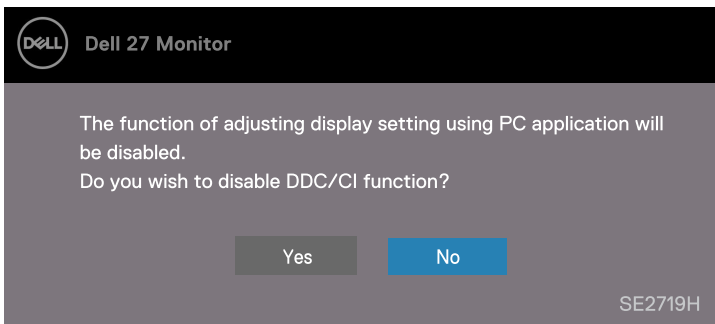 DELL
Dell 27 Monitor
The function of adjusting display setting using PC application will
be disabled.
Do you wish to disable DDC/CI function?
Yes
No
SE2719H